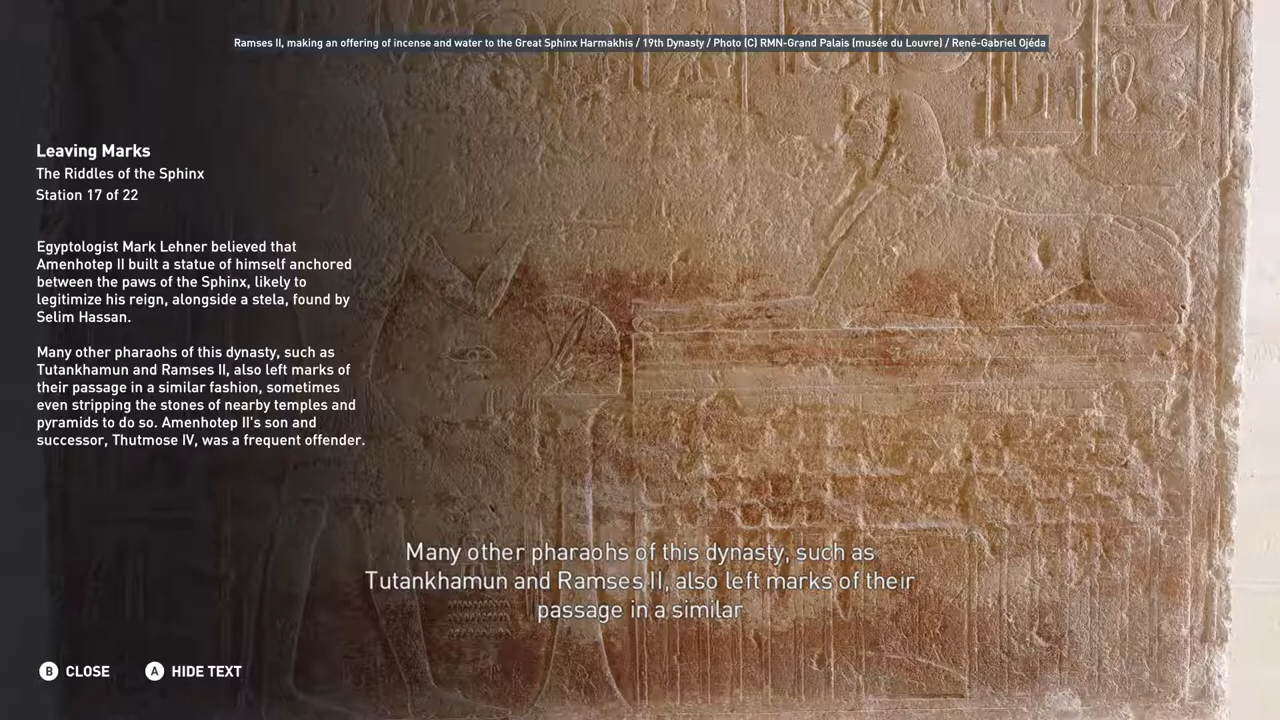 Ramses II, making an offering of incense and water to the Great Sphinx Harmakhis / 19th Dynasty / Photo (C) RMN-Grand Palais (musée du Louvre) / René-Gabriel Ojéda
Leaving Marks
The Riddles of the Sphinx
Station 17 of 22
Egyptologist Mark Lehner believed that
Amenhotep II built a statue of himself anchored
between the paws of the Sphinx, likely to
legitimize his reign, alongside a stela, found by
Selim Hassan.
Many other pharaohs of this dynasty, such as
Tutankhamun and Ramses II, also left marks of
their passage in a similar fashion, sometimes
even stripping the stones of nearby temples and
pyramids to do so. Amenhotep II's son and
successor, Thutmose IV, was a frequent offender.
Many other pharaohs of this dynasty, such as
Tutankhamun and Ramses II, also left marks of their
passage in a similar
B CLOSE
A HIDE TEXT